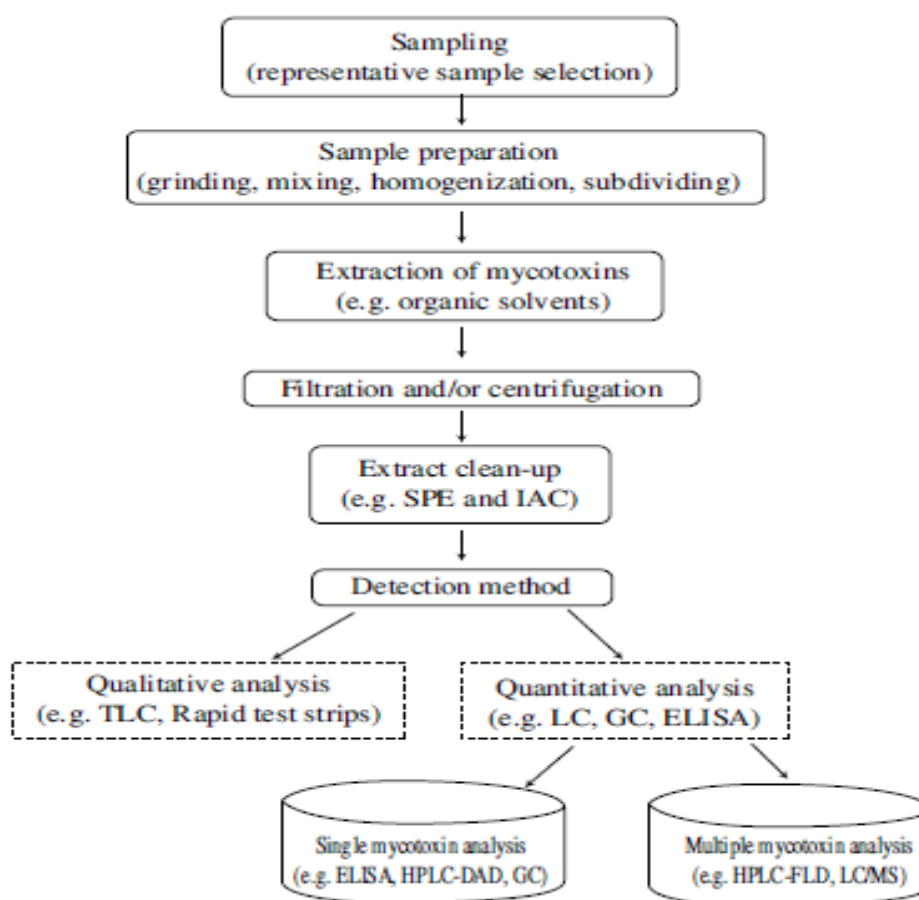 Sampling
(representative sample selection)
Sample preparation
(grinding, mixing, homogenization, subdividing)
Extraction of mycotoxins
(e.g. organic solvents)
Filtration and/or centrifugation
Extract clean-up
(e.g. SPE and IAC)
Detection method
Qualitative analysis
(e.g. TLC, Rapid test strips)
Quantitative analysis
(e.g. LC, GC, ELISA)
Single mycotoxin analysis
(e.g. ELISA, HPLC-DAD, GC)
Multiple mycotoxin analysis
(e.g. HPLC-FLD, LC/MS)